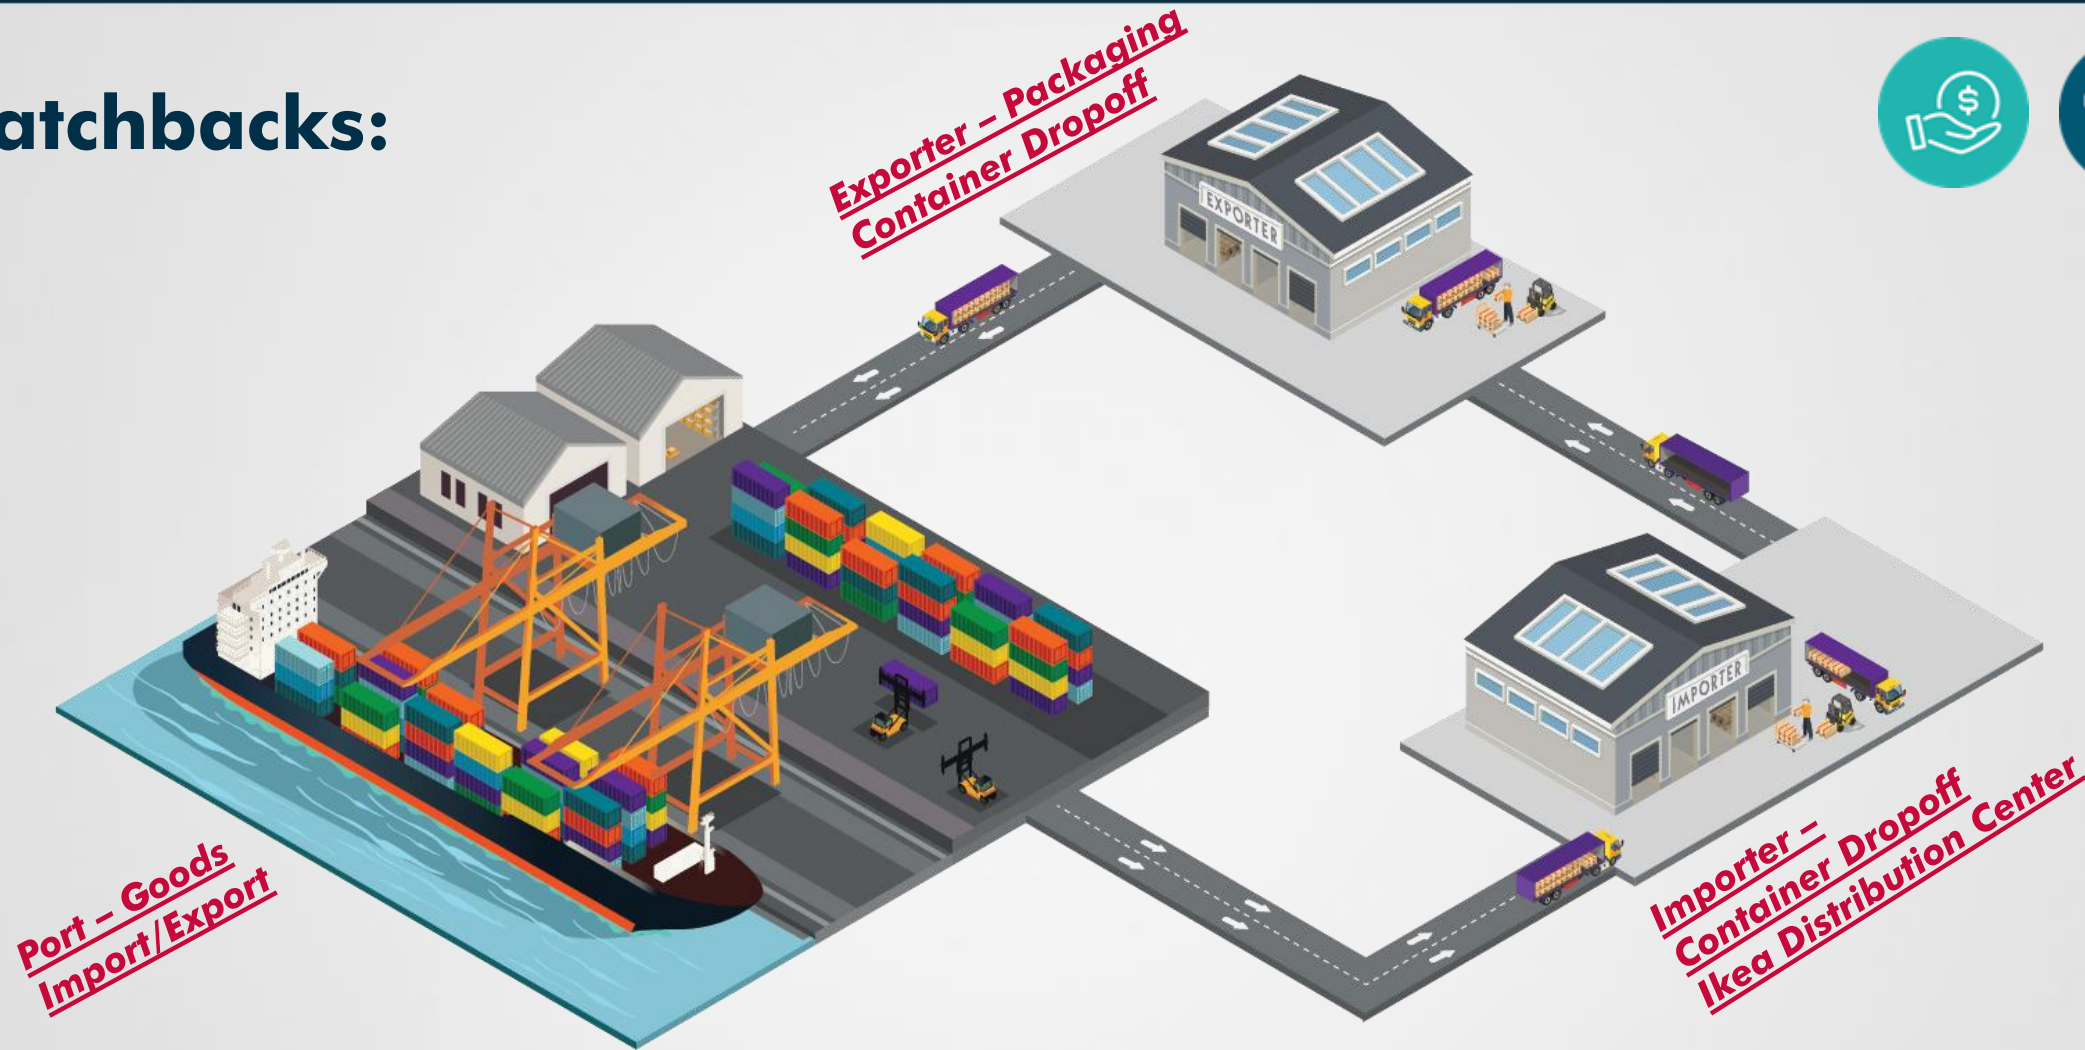 atchbacks:
Exporter – Packaging
Container Dropoff
$
EXPORTER
IMPORTER
Port – Goods
Import/Export
Importer –
Container Dropoff
Ikea Distribution Center